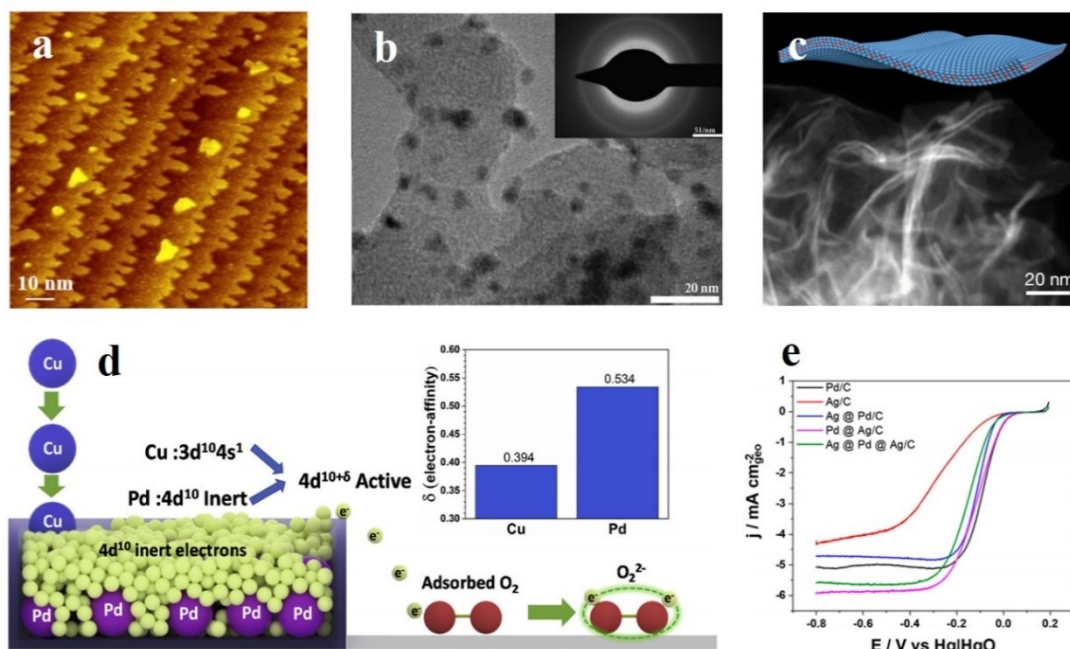 a
10 nm
b
51/nm
20 nm
c
20 nm
d
Cu
Cu
Cu
Cu :3d¹⁰4s¹
Pd :4d¹⁰ Inert
4d¹⁰⁺ᵟ Active
4d¹⁰ inert electrons
Pd Pd Pd Pd Pd
e⁻
e⁻
e⁻
e⁻
Adsorbed O₂
e⁻ e⁻
O₂²⁻
δ (electron-affinity)
0.60
0.55
0.50
0.45
0.40
0.35
0.30
0.394
0.534
Cu Pd
e
Pd/C
Ag/C
Ag @ Pd/C
Pd @ Ag/C
Ag @ Pd @ Ag/C
j / mA cm⁻²geo
1
0
-1
-2
-3
-4
-5
-6
-0.8 -0.6 -0.4 -0.2 0.0 0.2
E / V vs Hg|HgO